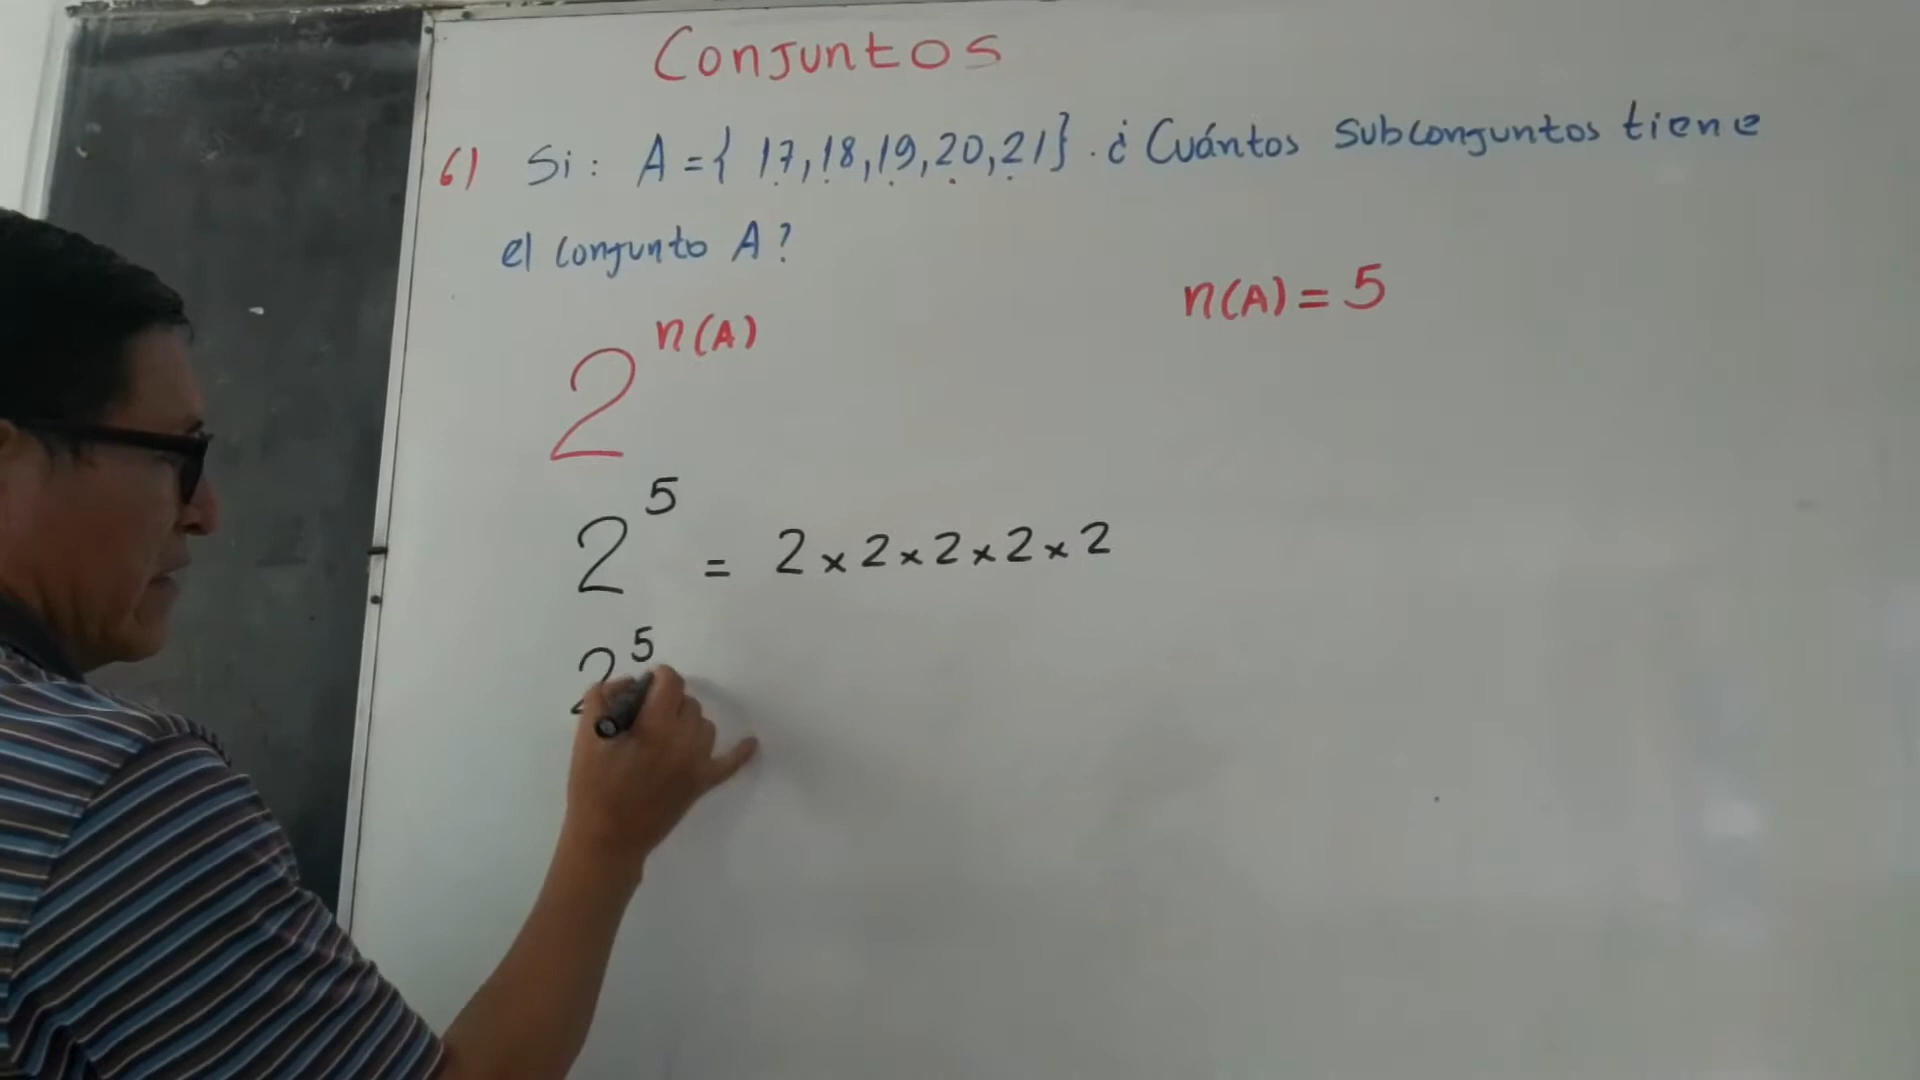 Conjuntos
6) Si: A = { 17, 18, 19, 20, 21} . ¿ Cuántos subconjuntos tiene
el conjunto A?
n(A) = 5
2^n(A)
2^5 = 2 × 2 × 2 × 2 × 2
2^5